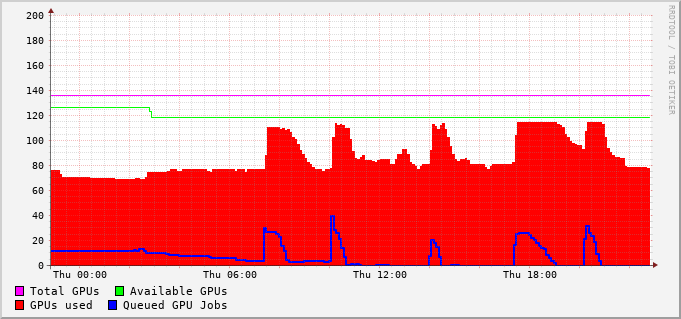 RRDTOOL / TOBI OETIKER
200
180
160
140
120
100
80
60
40
20
0
Thu 00:00 Thu 06:00 Thu 12:00 Thu 18:00
Total GPUs Available GPUs
GPUs used Queued GPU Jobs